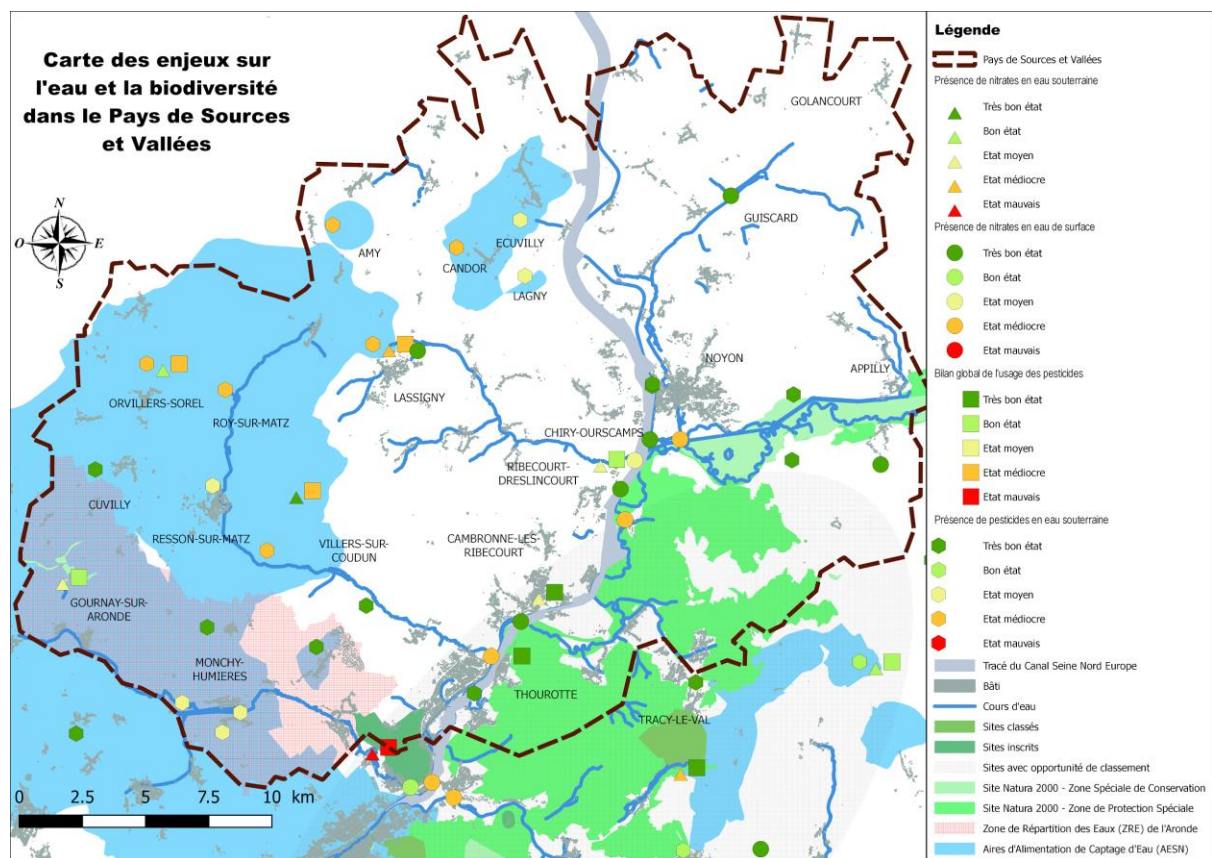 Carte des enjeux sur
l'eau et la biodiversité
dans le Pays de Sources
et Vallées
N
O
E
S
GOLANCOURT
GUISCARD
AMY
ECUVILLY
CANDOR
LAGNY
NOYON
APPILLY
LASSIGNY
ORVILLERS-SOREL
ROY-SUR-MATZ
CHIRY-OURSCAMPS
RIBECOURT-
DRESLINCOURT
CUVILLY
RESSON-SUR-MATZ
VILLERS-SUR-
COUDUN
CAMBRONNE-LES-
RIBECOURT
GOURNAY-SUR-
ARONDE
MONCHY-
HUMIERES
THOUROTTE
TRACY-LE-VAL
0 2.5 5 7.5 10 km
Légende
Pays de Sources et Vallées
Présence de nitrates en eau souterraine
Très bon état
Bon état
Etat moyen
Etat médiocre
Etat mauvais
Présence de nitrates en eau de surface
Très bon état
Bon état
Etat moyen
Etat médiocre
Etat mauvais
Bilan global de l'usage des pesticides
Très bon état
Bon état
Etat moyen
Etat médiocre
Etat mauvais
Présence de pesticides en eau souterraine
Très bon état
Bon état
Etat moyen
Etat médiocre
Etat mauvais
Tracé du Canal Seine Nord Europe
Bâti
Cours d'eau
Sites classés
Sites inscrits
Sites avec opportunité de classement
Site Natura 2000 - Zone Spéciale de Conservation
Site Natura 2000 - Zone de Protection Spéciale
Zone de Répartition des Eaux (ZRE) de l'Aronde
Aires d'Alimentation de Captage d'Eau (AESN)